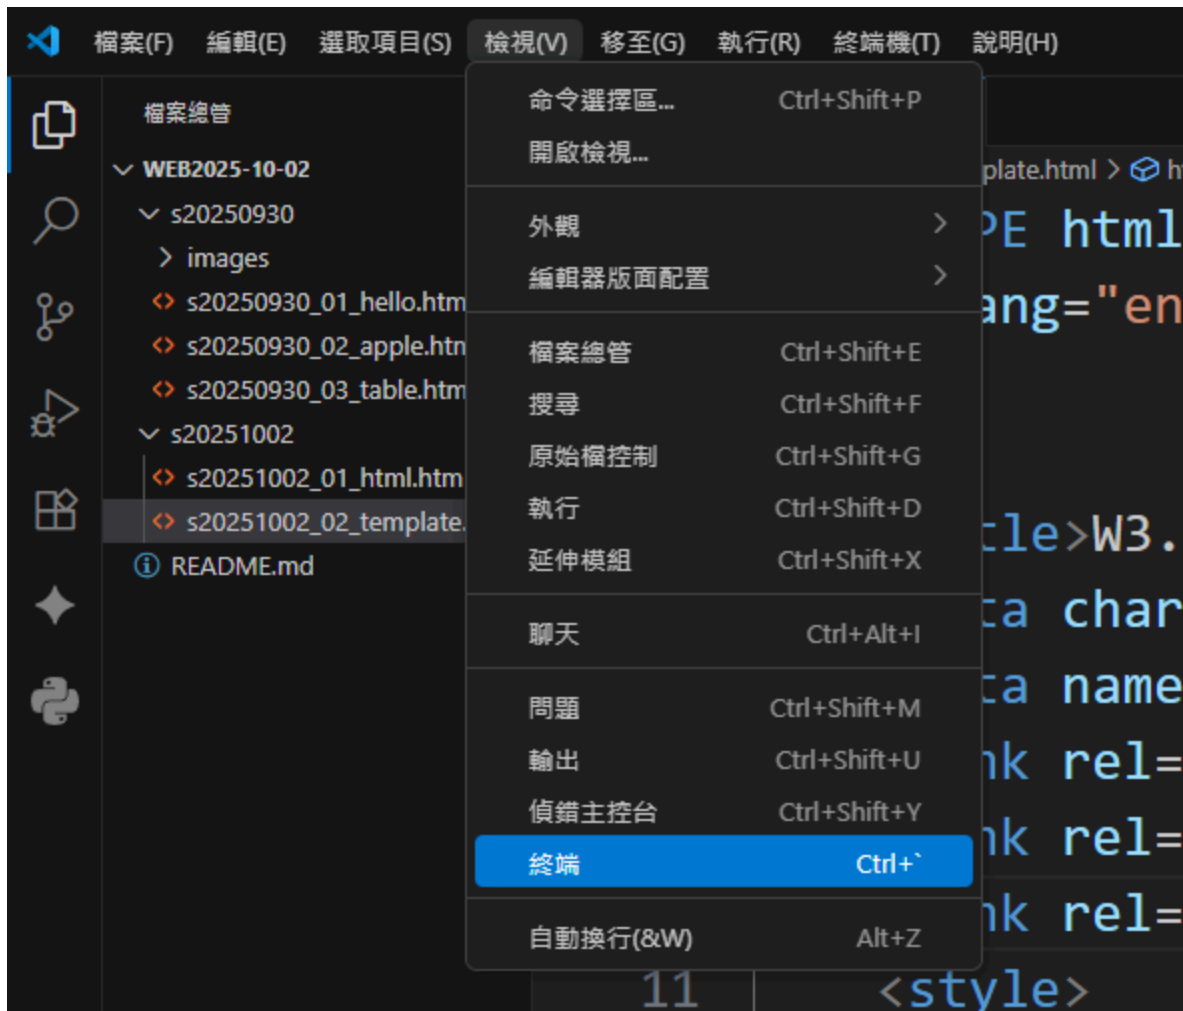 檔案(F) 編輯(E) 選取項目(S) 檢視(V) 移至(G) 執行(R) 終端機(T) 說明(H)
檔案總管
WEB2025-10-02
s20250930
images
s20250930_01_hello.htm
s20250930_02_apple.htm
s20250930_03_table.htm
s20251002
s20251002_01_html.htm
s20251002_02_template.
README.md
命令選擇區... Ctrl+Shift+P
開啟檢視...
外觀
編輯器版面配置
檔案總管 Ctrl+Shift+E
搜尋 Ctrl+Shift+F
原始檔控制 Ctrl+Shift+G
執行 Ctrl+Shift+D
延伸模組 Ctrl+Shift+X
聊天 Ctrl+Alt+I
問題 Ctrl+Shift+M
輸出 Ctrl+Shift+U
偵錯主控台 Ctrl+Shift+Y
終端 Ctrl+`
自動換行(&W) Alt+Z
plate.html > h
PE html
ang="en
tle>W3.
ta char
ta name
nk rel=
nk rel=
nk rel=
11 <style>